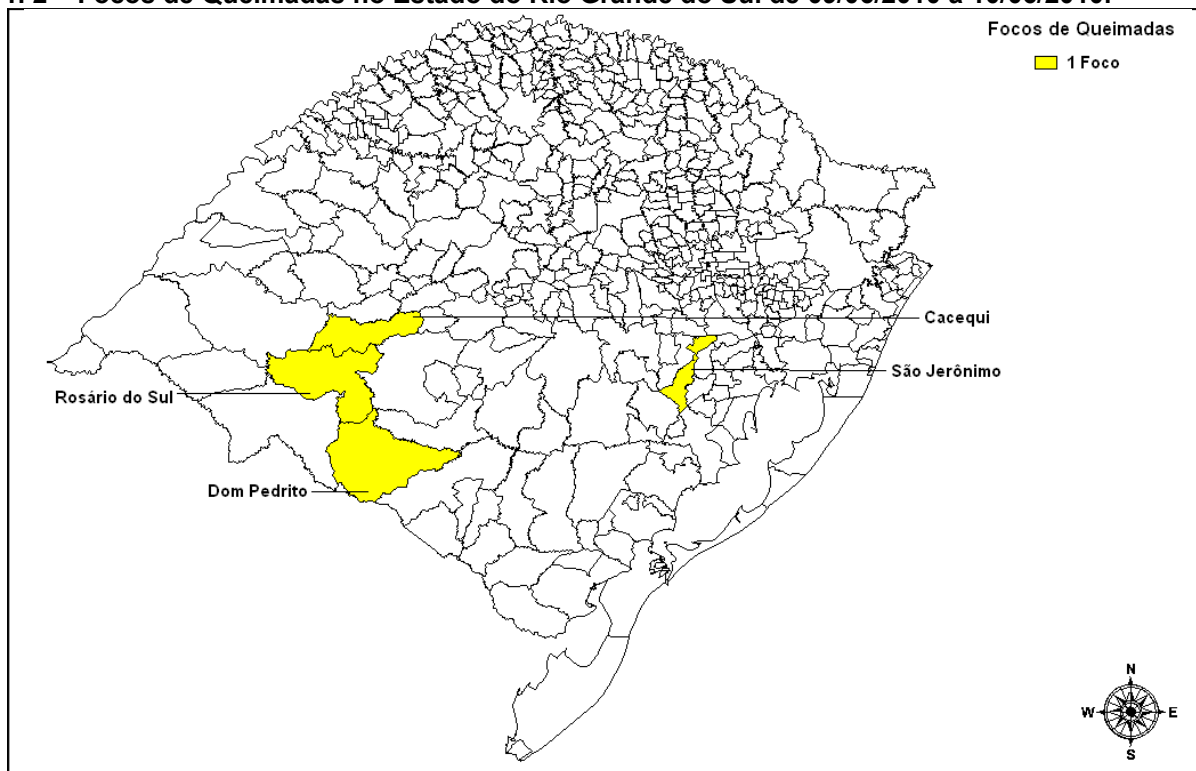 Focos de Queimadas no Estado do Rio Grande do Sul de
Focos de Queimadas
1 Foco
Cacequi
São Jerônimo
Rosário do Sul
Dom Pedrito
N
W E
S